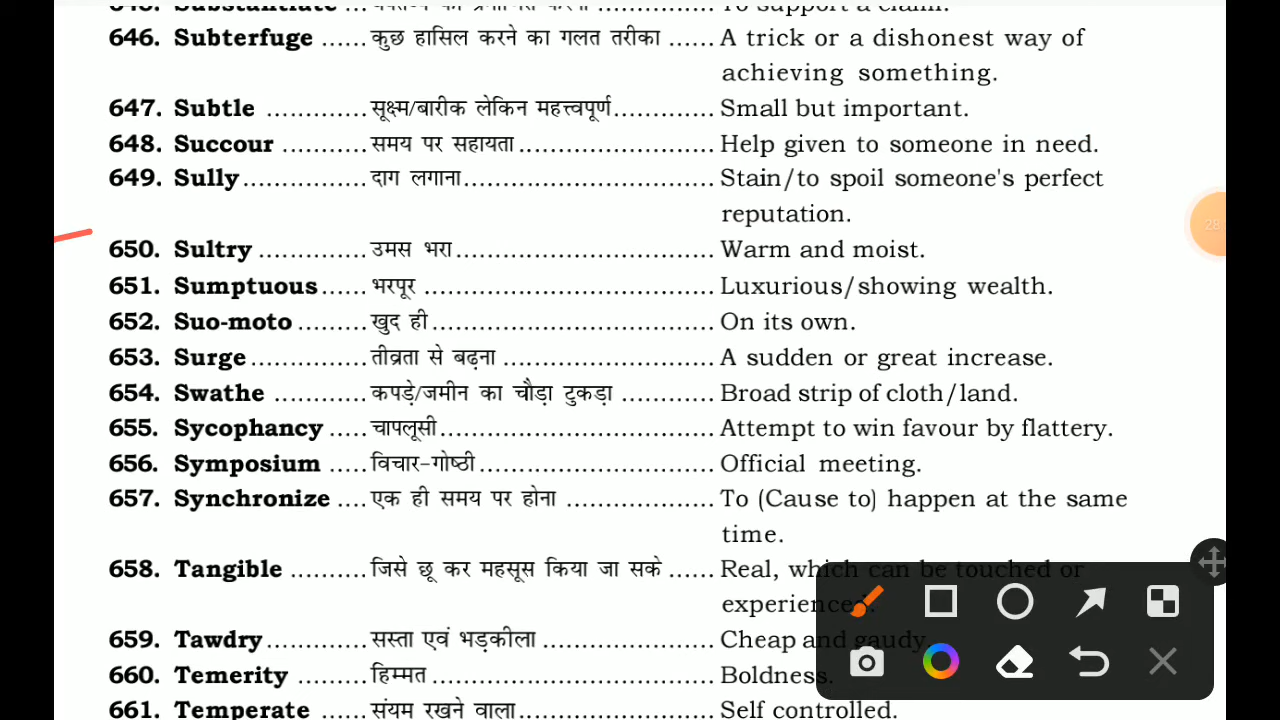 646. Subterfuge ...... कुछ हासिल करने का गलत तरीका ...... A trick or a dishonest way of
achieving something.
647. Subtle ............. सूक्ष्म/बारीक लेकिन महत्त्वपूर्ण............. Small but important.
648. Succour ........... समय पर सहायता ......................... Help given to someone in need.
649. Sully................ दाग लगाना................................ Stain/to spoil someone's perfect
reputation.
28
650. Sultry .............. उमस भरा................................. Warm and moist.
651. Sumptuous...... भरपूर ..................................... Luxurious/showing wealth.
652. Suo-moto ......... खुद ही.................................... On its own.
653. Surge............... तीव्रता से बढ़ना ........................... A sudden or great increase.
654. Swathe ............ कपड़े/जमीन का चौड़ा टुकड़ा ............ Broad strip of cloth/land.
655. Sycophancy ..... चापलूसी................................... Attempt to win favour by flattery.
656. Symposium ..... विचार-गोष्ठी.............................. Official meeting.
657. Synchronize .... एक ही समय पर होना ................... To (Cause to) happen at the same
time.
658. Tangible .......... जिसे छू कर महसूस किया जा सके ...... Real, which can be touched or
experienced.
659. Tawdry............. सस्ता एवं भड़कीला ....................... Cheap and gaudy.
660. Temerity .......... हिम्मत .................................... Boldness.
661. Temperate ....... संयम रखने वाला......................... Self controlled.